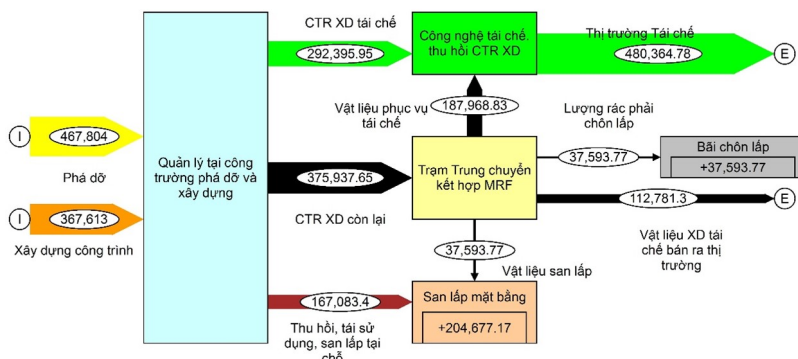 CTR XD tái chế
292,395.95
Công nghệ tái chế.
thu hồi CTR XD
Thị trường Tái chế
480,364.78
E
Vật liệu phục vụ
tái chế
187,968.83
Lượng rác phải
chôn lấp
I
467,804
Phá dỡ
Quản lý tại công
trường phá dỡ và
xây dựng
375,937.65
CTR XD còn lại
Trạm Trung chuyển
kết hợp MRF
37,593.77
Bãi chôn lấp
+37,593.77
112,781.3
E
Vật liệu XD tái
chế bán ra thị
trường
I
367,613
Xây dựng công trình
37,593.77
Vật liệu san lấp
167,083.4
Thu hồi, tái sử
dụng, san lấp tại
chỗ
San lấp mặt bằng
+204,677.17